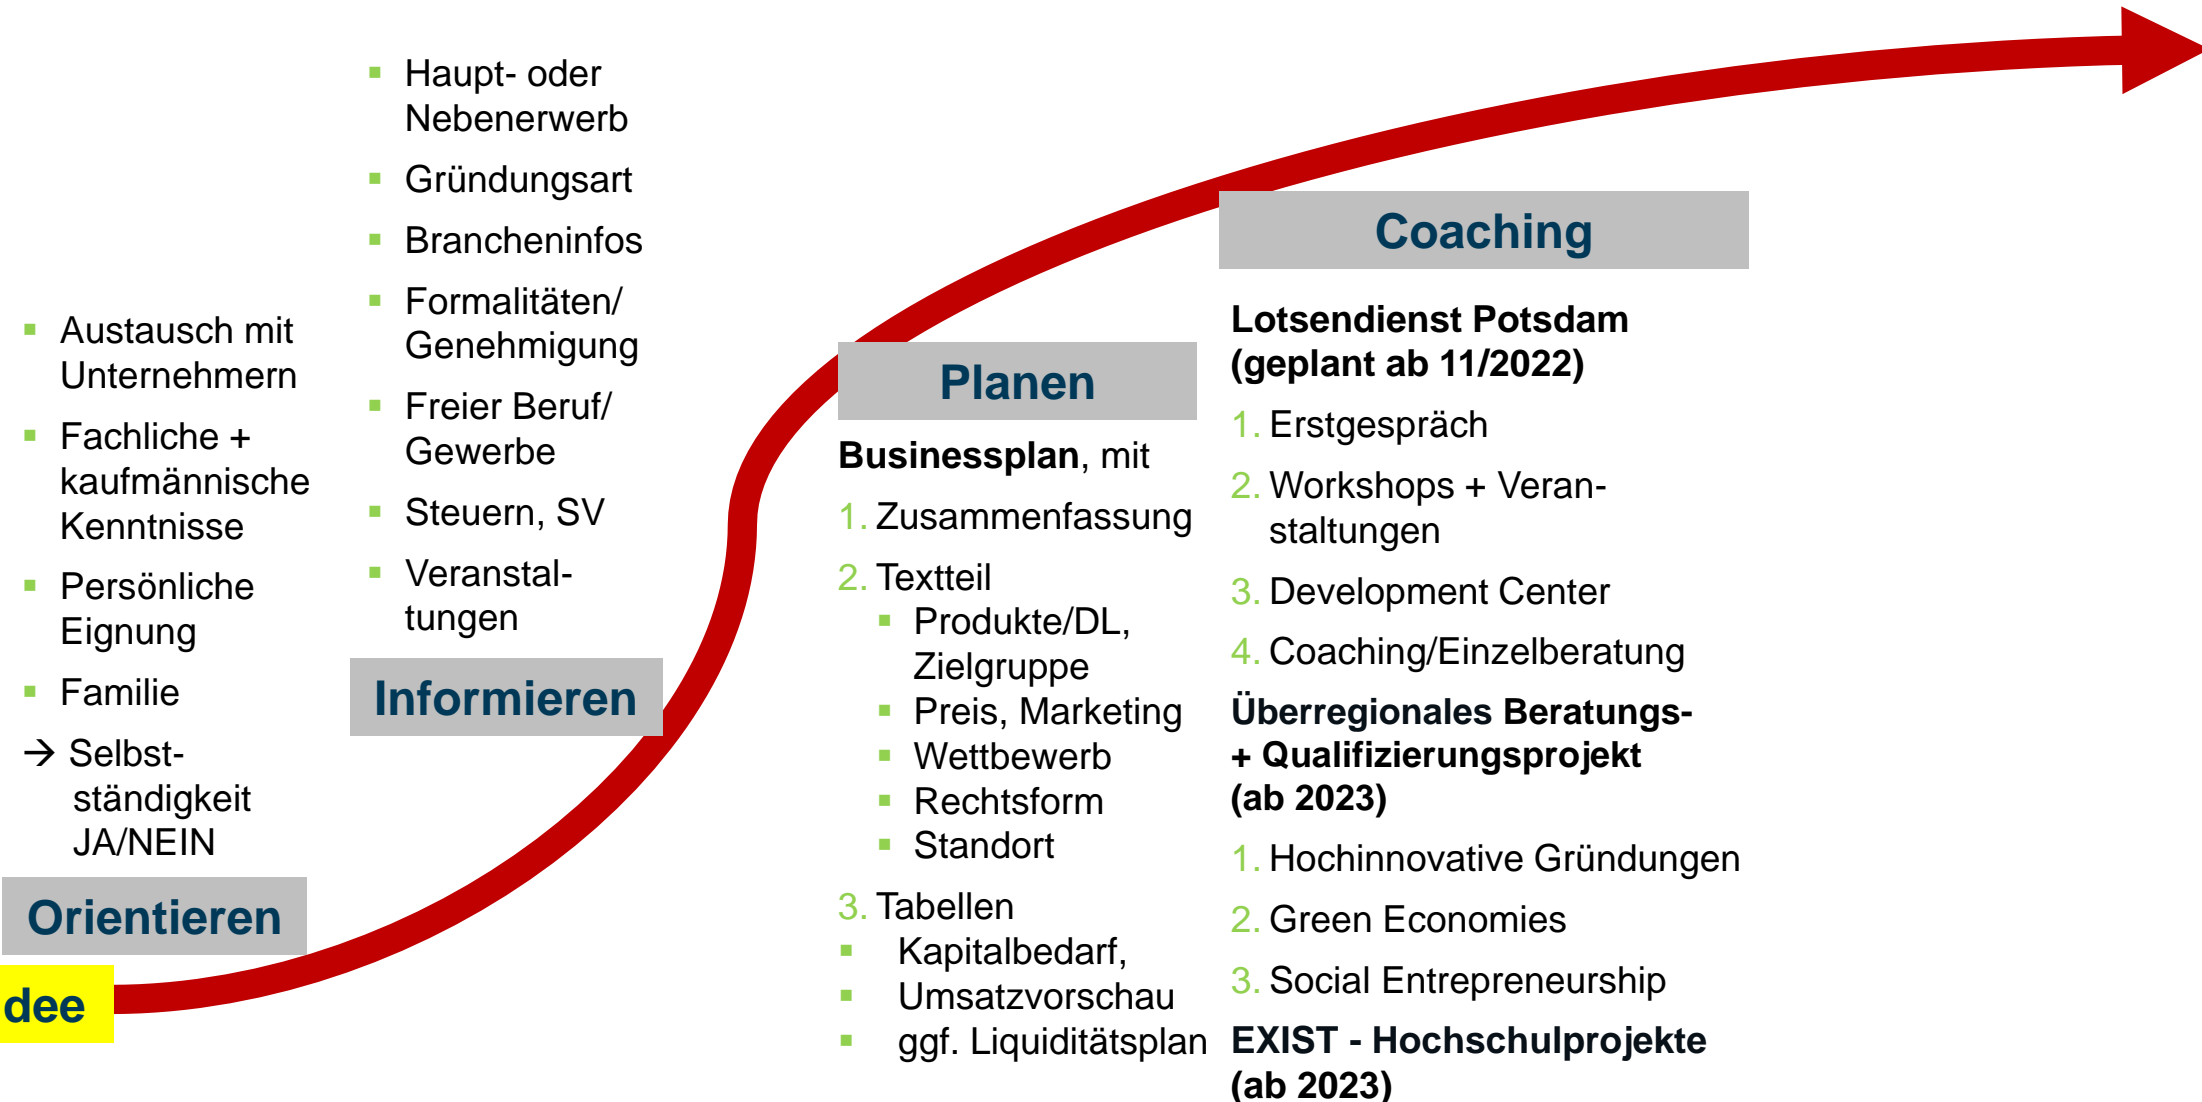 ▪ Austausch mit
Unternehmern
▪ Fachliche +
kaufmännische
Kenntnisse
▪ Persönliche
Eignung
▪ Familie
→ Selbst-
ständigkeit
JA/NEIN
Orientieren
dee
▪ Haupt- oder
Nebenerwerb
▪ Gründungsart
▪ Brancheninfos
▪ Formalitäten/
Genehmigung
▪ Freier Beruf/
Gewerbe
▪ Steuern, SV
▪ Veranstal-
tungen
Informieren
Planen
Businessplan, mit
1. Zusammenfassung
2. Textteil
▪ Produkte/DL,
Zielgruppe
▪ Preis, Marketing
▪ Wettbewerb
▪ Rechtsform
▪ Standort
3. Tabellen
▪ Kapitalbedarf,
▪ Umsatzvorschau
▪ ggf. Liquiditätsplan
Coaching
Lotsendienst Potsdam
(geplant ab 11/2022)
1. Erstgespräch
2. Workshops + Veran-
staltungen
3. Development Center
4. Coaching/Einzelberatung
Überregionales Beratungs-
+ Qualifizierungsprojekt
(ab 2023)
1. Hochinnovative Gründungen
2. Green Economies
3. Social Entrepreneurship
EXIST - Hochschulprojekte
(ab 2023)